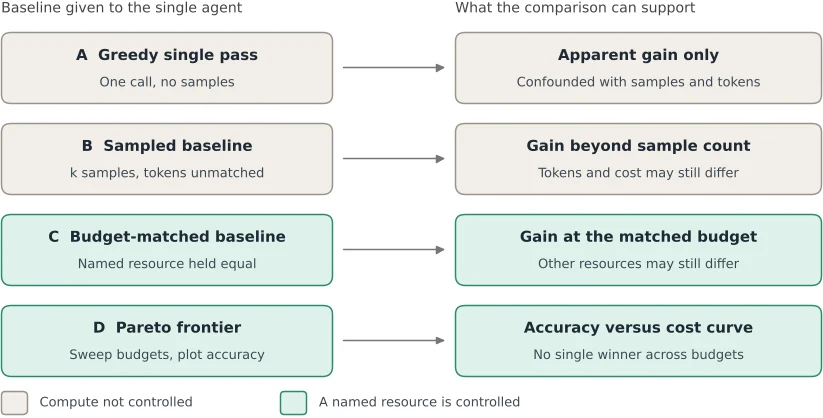 Baseline given to the single agent
What the comparison can support
A  Greedy single pass
One call, no samples
Apparent gain only
Confounded with samples and tokens
B  Sampled baseline
k samples, tokens unmatched
Gain beyond sample count
Tokens and cost may still differ
C  Budget-matched baseline
Named resource held equal
Gain at the matched budget
Other resources may still differ
D  Pareto frontier
Sweep budgets, plot accuracy
Accuracy versus cost curve
No single winner across budgets
Compute not controlled
A named resource is controlled